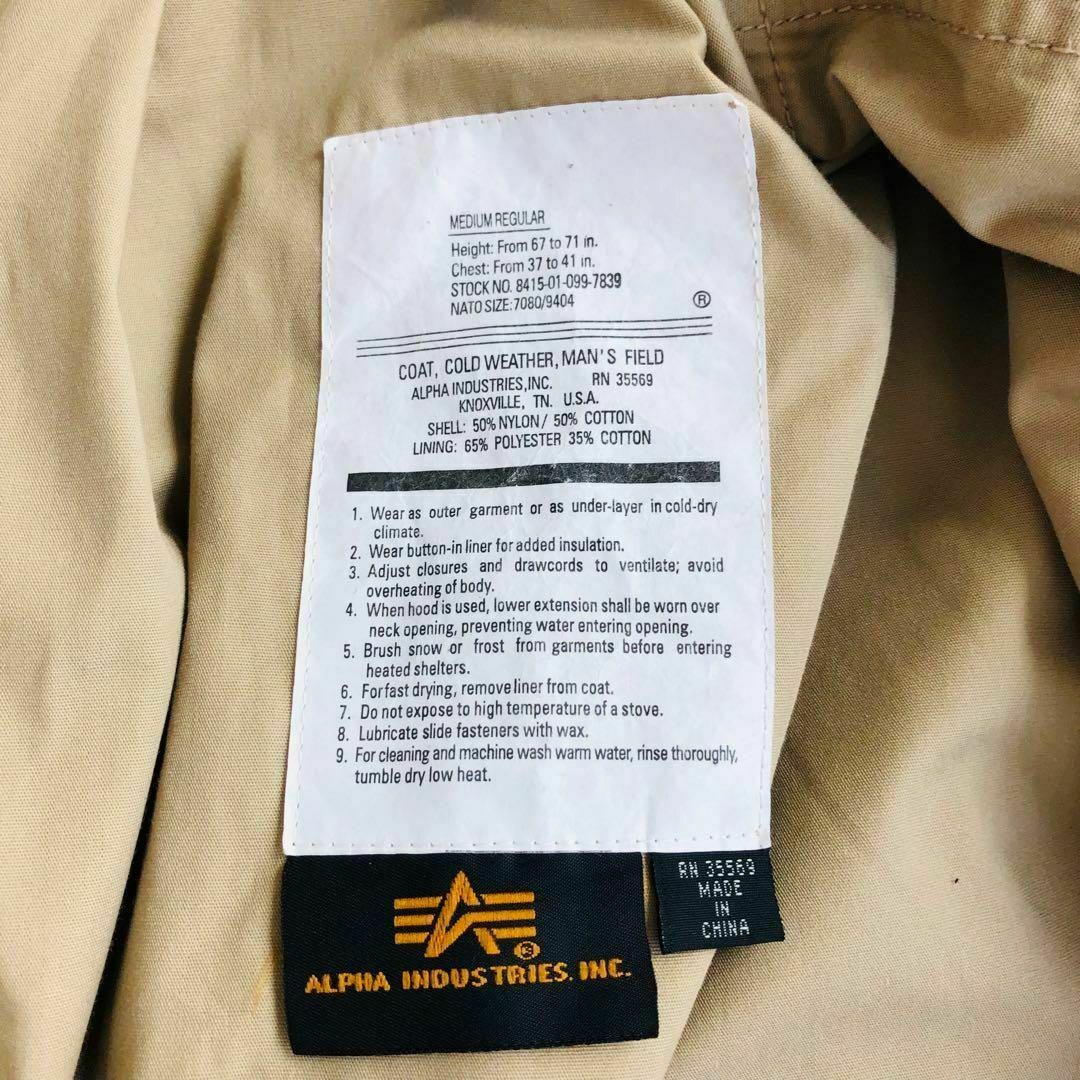 MEDIUM REGULAR
Height: From 67 to 71 in.
Chest: From 37 to 41 in.
STOCK NO. 8415-01-099-7839
NATO SIZE: 7080/9404
®
COAT, COLD WEATHER, MAN'S FIELD
ALPHA INDUSTRIES, INC. RN 35569
KNOXVILLE, TN. U.S.A.
SHELL: 50% NYLON/ 50% COTTON
LINING: 65% POLYESTER 35% COTTON
1. Wear as outer garment or as under-layer in cold-dry
climate.
2. Wear button-in liner for added insulation.
3. Adjust closures and drawcords to ventilate; avoid
overheating of body.
4. When hood is used, lower extension shall be worn over
neck opening, preventing water entering opening.
5. Brush snow or frost from garments before entering
heated shelters.
6. For fast drying, remove liner from coat.
7. Do not expose to high temperature of a stove.
8. Lubricate slide fasteners with wax.
9. For cleaning and machine wash warm water, rinse thoroughly,
tumble dry low heat.
A®
ALPHA INDUSTRIES. INC.
RN 35569
MADE
IN
CHINA